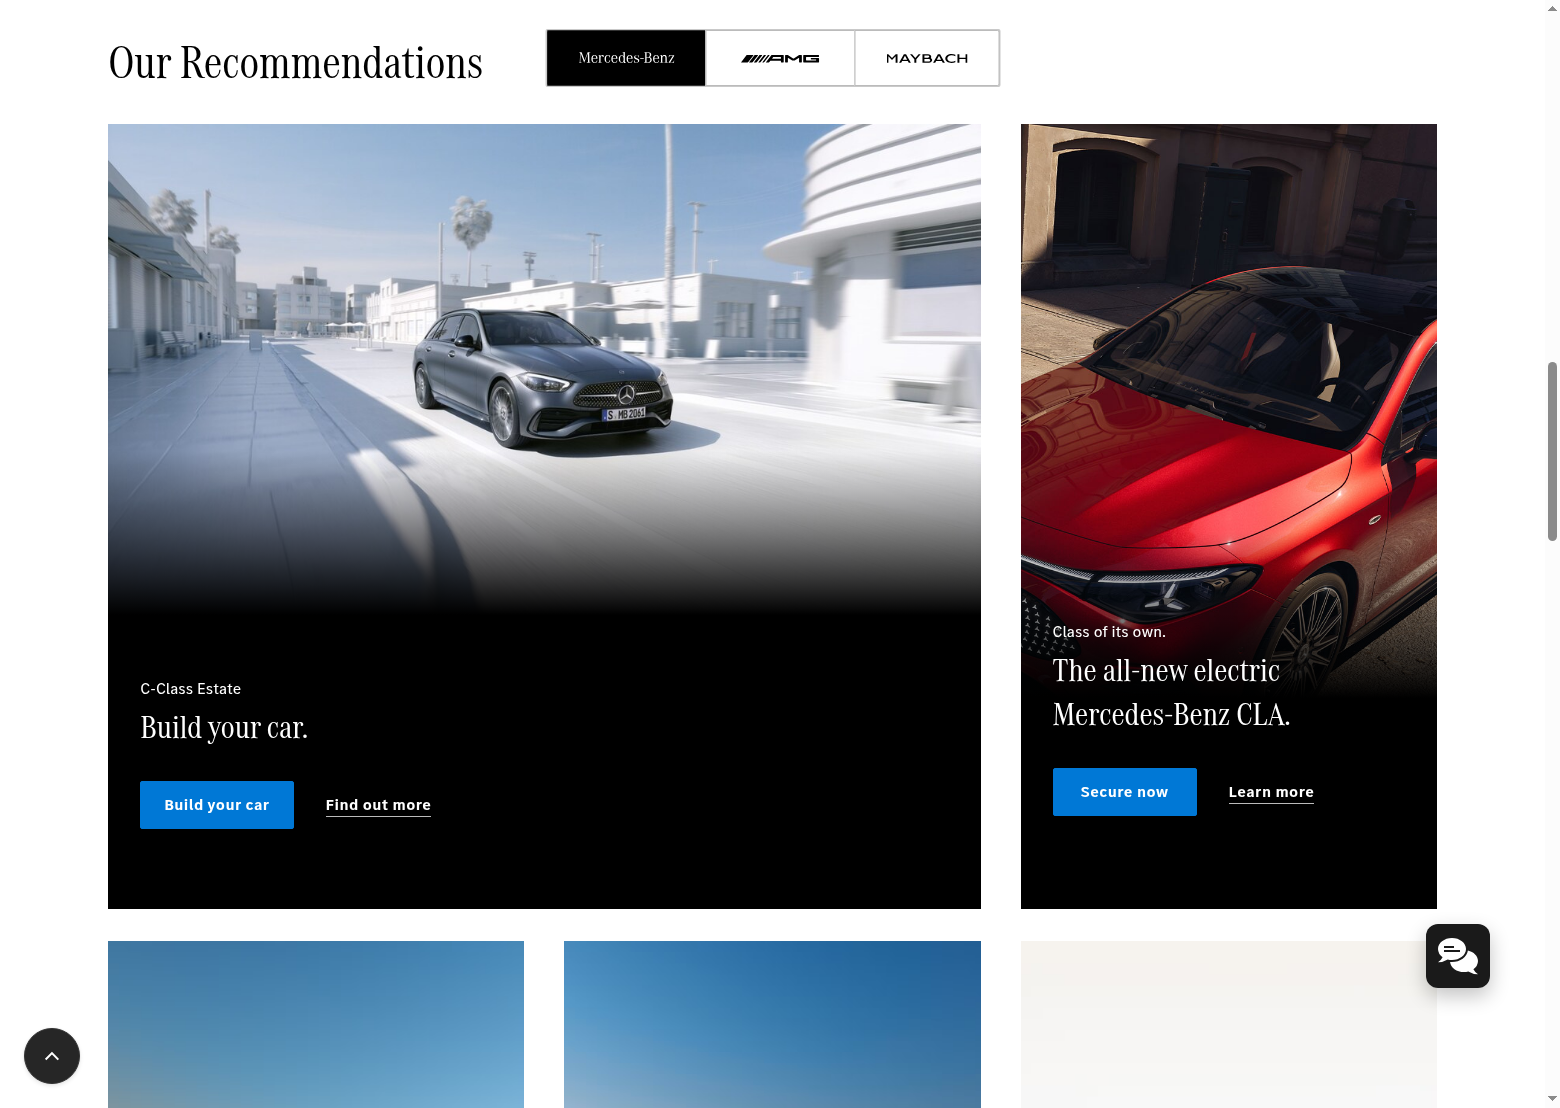 Our Recommendations
Mercedes-Benz
AMG
MAYBACH
S MB 2061
C-Class Estate
Build your car.
Build your car
Find out more
Class of its own.
The all-new electric
Mercedes-Benz CLA.
Secure now
Learn more